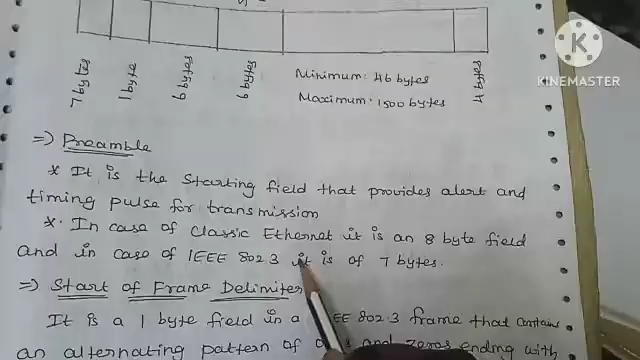 7 bytes
1 byte
6 bytes
6 bytes
4 bytes
Minimum: 46 bytes
Maximum: 1500 bytes
KINEMASTER
=) Preamble
* It is the Starting field that provides alert and
timing pulse for transmission
*. In case of Classic Ethernet it is an 8 byte field
and in case of IEEE 802.3 it is of 7 bytes.
=) Start of Frame Delimiter
It is a 1 byte field in a EE 802.3 frame that contains
an alternating pattern of and zeros ending with